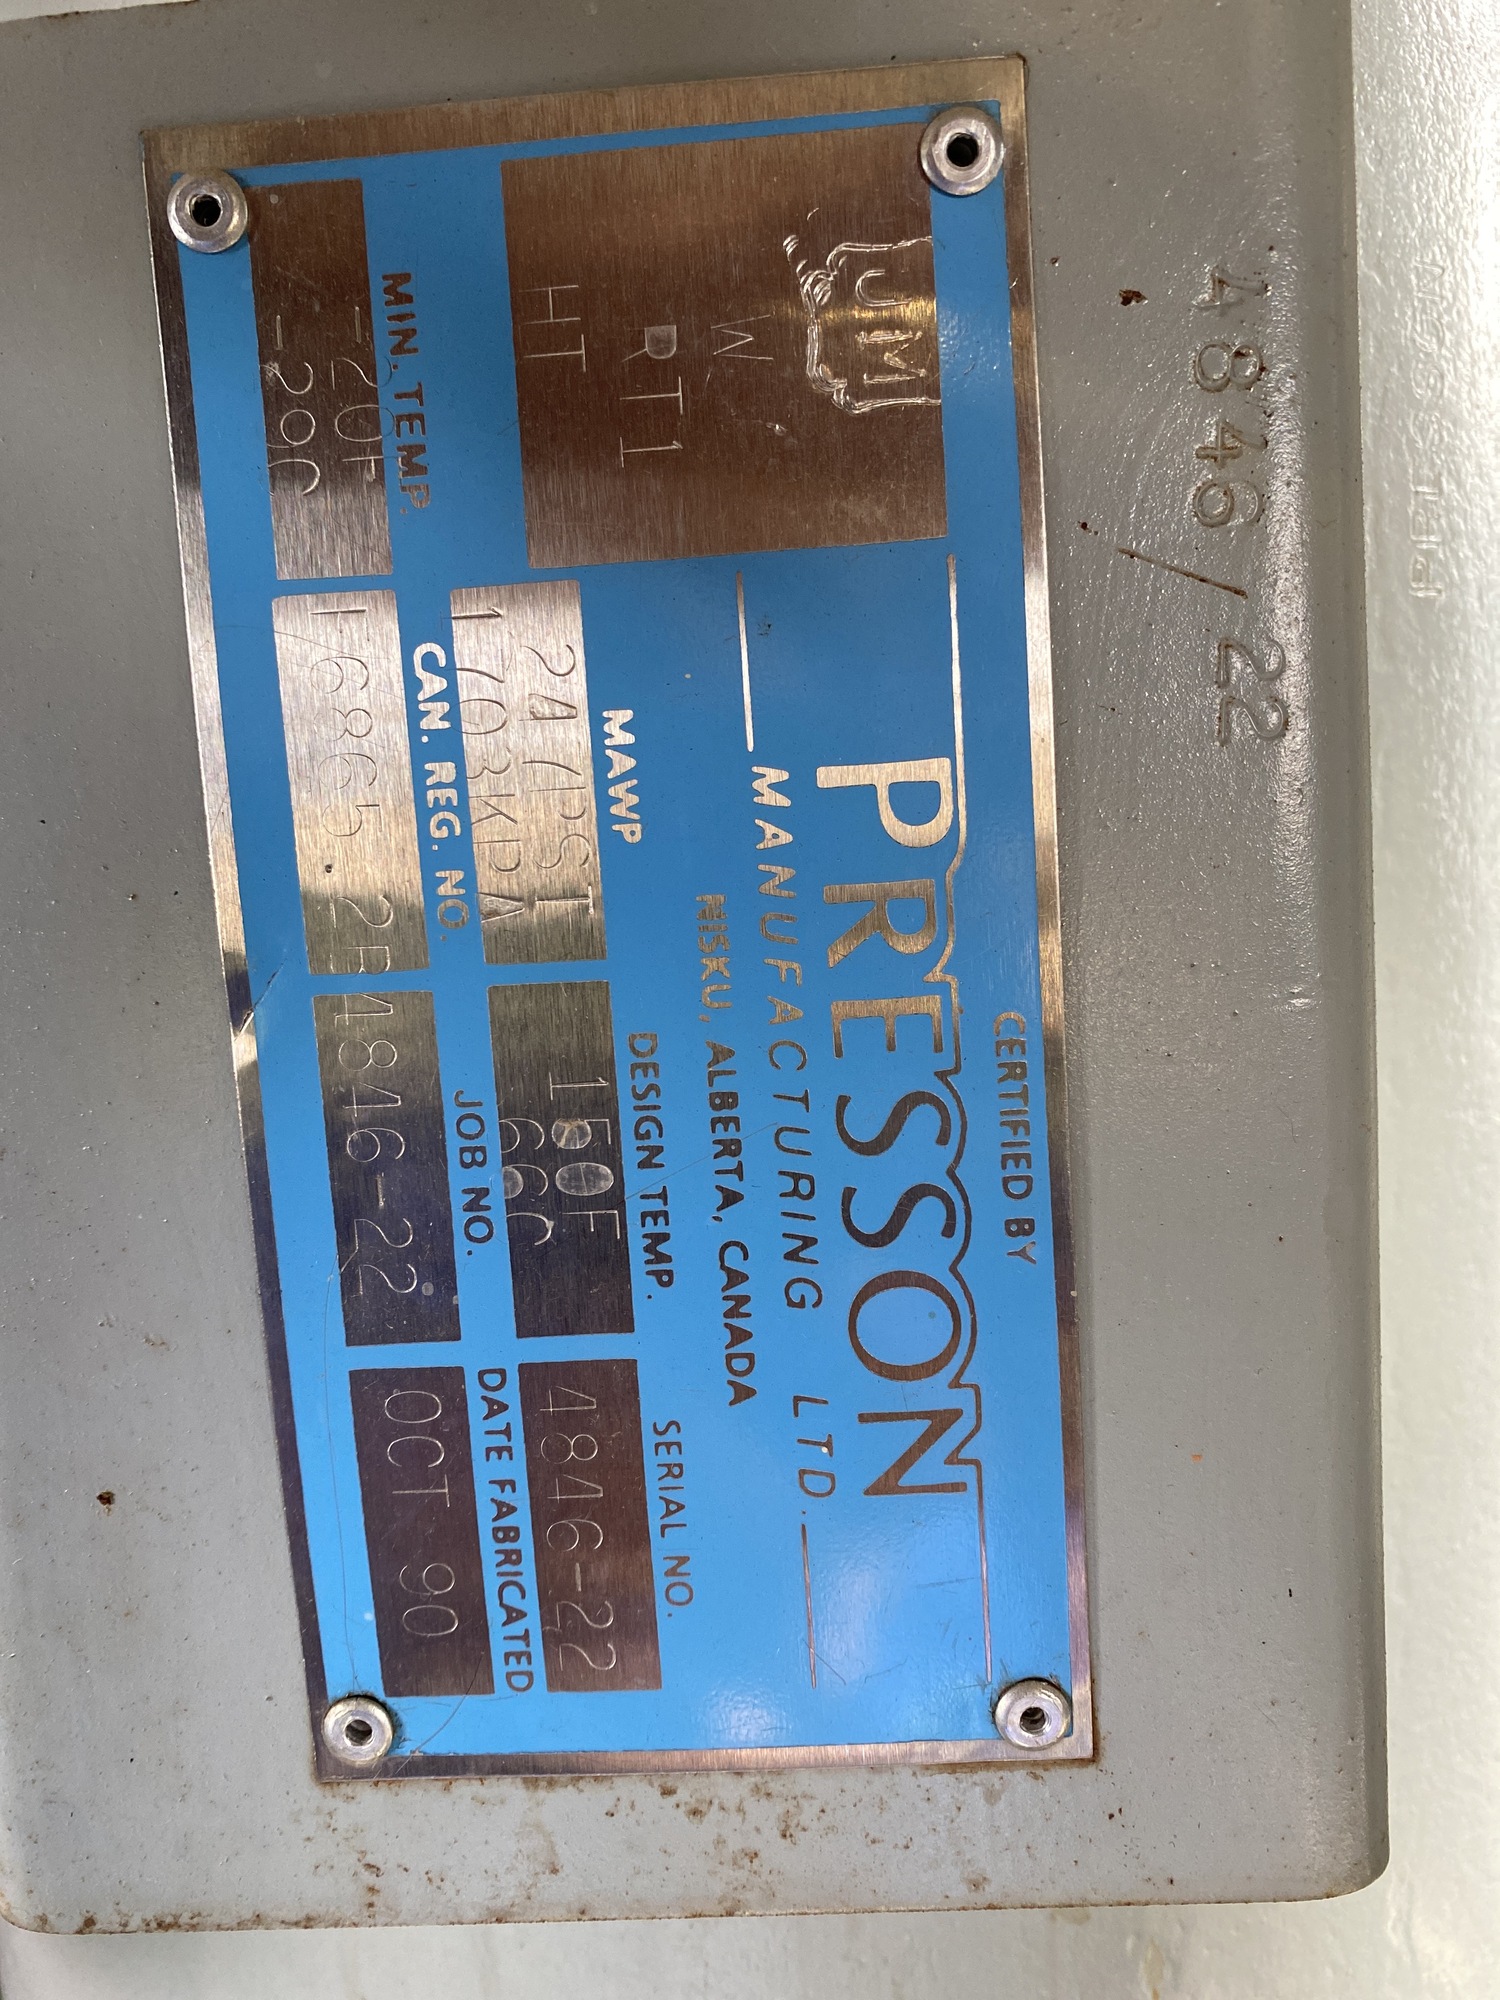 4846/22
CERTIFIED BY
PRESSON
MANUFACTURING LTD.
NISKU, ALBERTA, CANADA
UM
W
RT1
HT
MAWP DESIGN TEMP. SERIAL NO.
247PSI 150F 4846-22
1703KPA 66C
MIN. TEMP. CAN. REG. NO. JOB NO. DATE FABRICATED
-20F F6865.2 4846-22 OCT 90
-29C